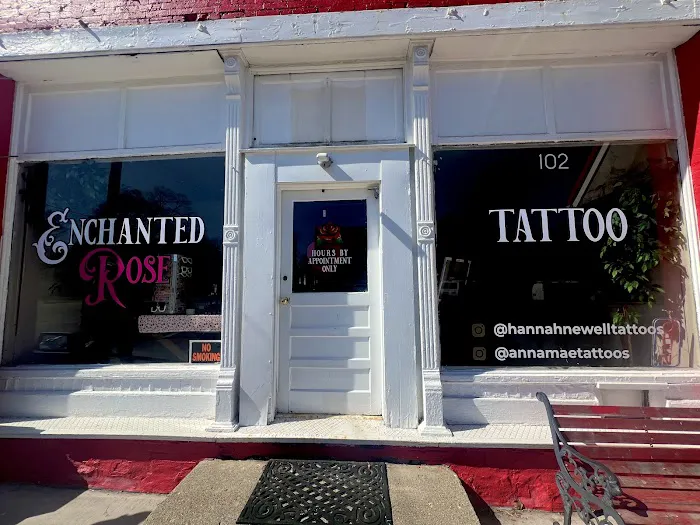 ENCHANTED
ROSE
NO
SMOKING
HOURS BY
APPOINTMENT
ONLY
102
TATTOO
@hannahnewelltattoos
@annamaetattoos